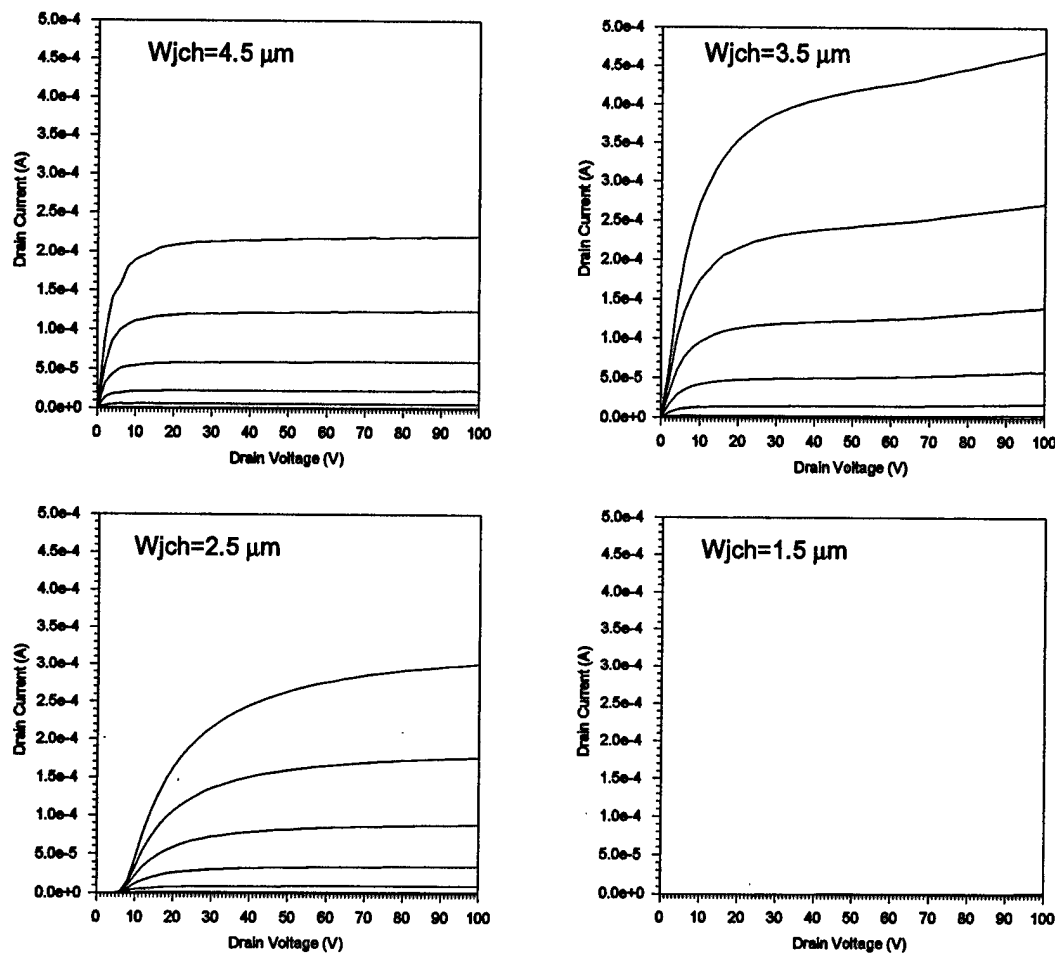 5.0e-4
4.5e-4
4.0e-4
3.5e-4
3.0e-4
2.5e-4
2.0e-4
1.5e-4
1.0e-4
5.0e-5
0.0e+0
Drain Current (A)
Wjch=4.5 µm
0 10 20 30 40 50 60 70 80 90 100
Drain Voltage (V)
5.0e-4
4.5e-4
4.0e-4
3.5e-4
3.0e-4
2.5e-4
2.0e-4
1.5e-4
1.0e-4
5.0e-5
0.0e+0
Drain Current (A)
Wjch=3.5 µm
0 10 20 30 40 50 60 70 80 90 100
Drain Voltage (V)
5.0e-4
4.5e-4
4.0e-4
3.5e-4
3.0e-4
2.5e-4
2.0e-4
1.5e-4
1.0e-4
5.0e-5
0.0e+0
Drain Current (A)
Wjch=2.5 µm
0 10 20 30 40 50 60 70 80 90 100
Drain Voltage (V)
5.0e-4
4.5e-4
4.0e-4
3.5e-4
3.0e-4
2.5e-4
2.0e-4
1.5e-4
1.0e-4
5.0e-5
0.0e+0
Drain Current (A)
Wjch=1.5 µm
0 10 20 30 40 50 60 70 80 90 100
Drain Voltage (V)